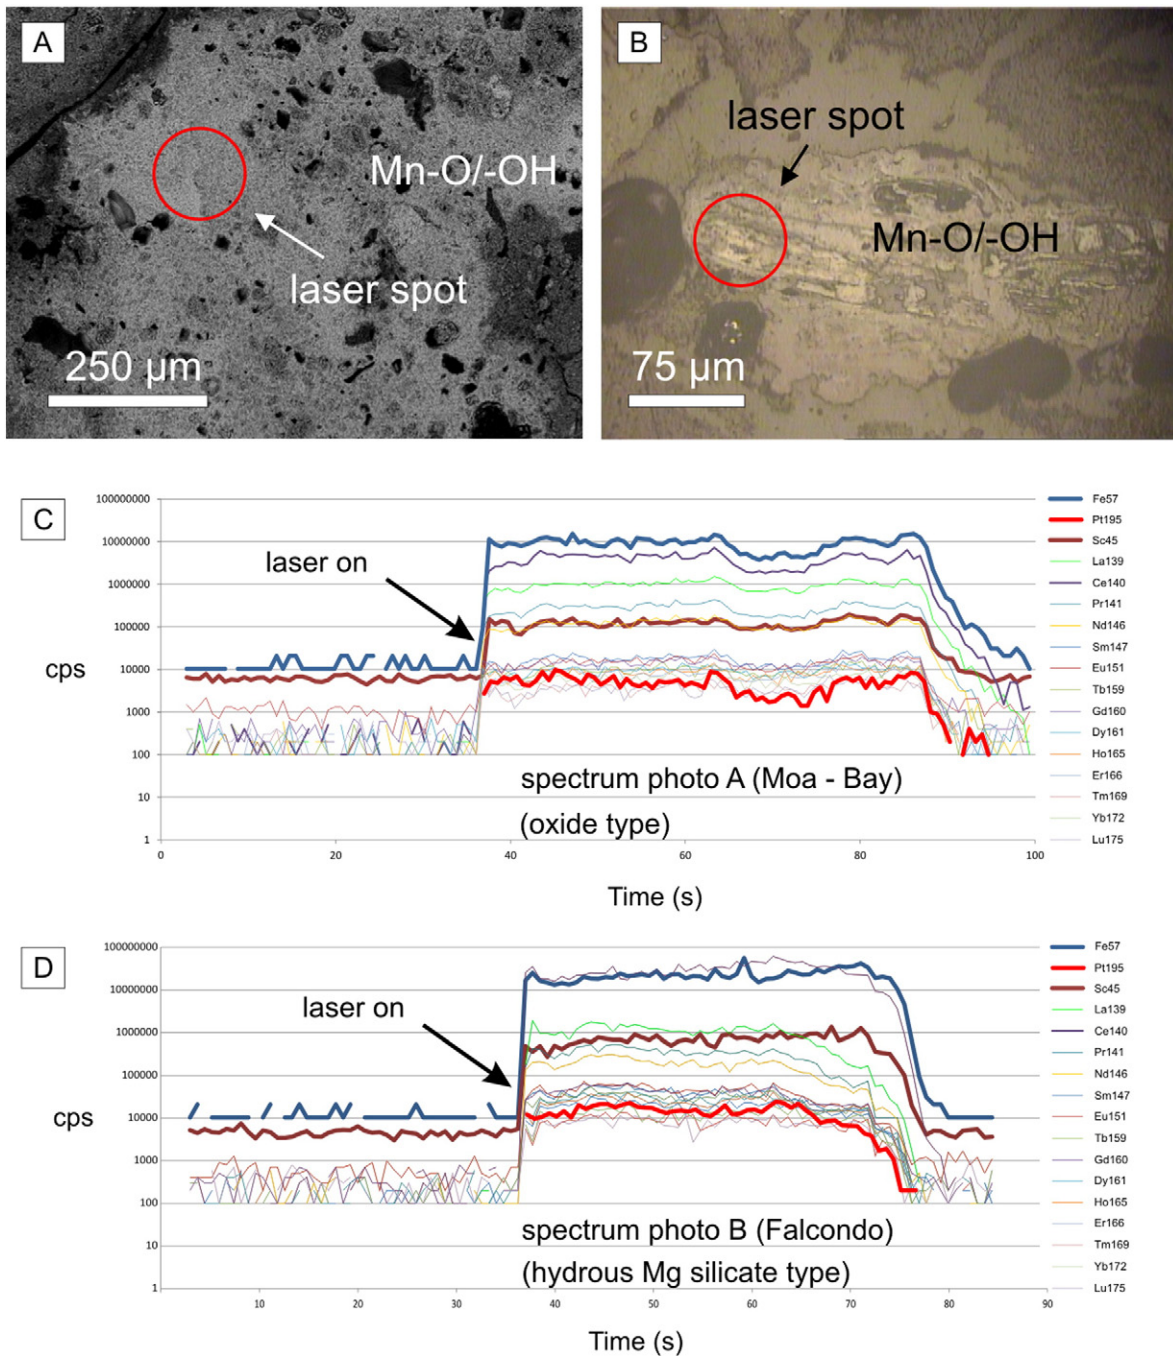 A
Mn-O/-OH
laser spot
250 µm
B
laser spot
Mn-O/-OH
75 µm
C
100000000
10000000
1000000
100000
10000
1000
100
10
1
cps
laser on
spectrum photo A (Moa - Bay)
(oxide type)
0
20
40
60
80
100
Time (s)
Fe57
Pt195
Sc45
La139
Ce140
Pr141
Nd146
Sm147
Eu151
Tb159
Gd160
Dy161
Ho165
Er166
Tm169
Yb172
Lu175
D
100000000
10000000
1000000
100000
10000
1000
100
10
1
cps
laser on
spectrum photo B (Falcondo)
(hydrous Mg silicate type)
10
20
30
40
50
60
70
80
90
Time (s)
Fe57
Pt195
Sc45
La139
Ce140
Pr141
Nd146
Sm147
Eu151
Tb159
Gd160
Dy161
Ho165
Er166
Tm169
Yb172
Lu175